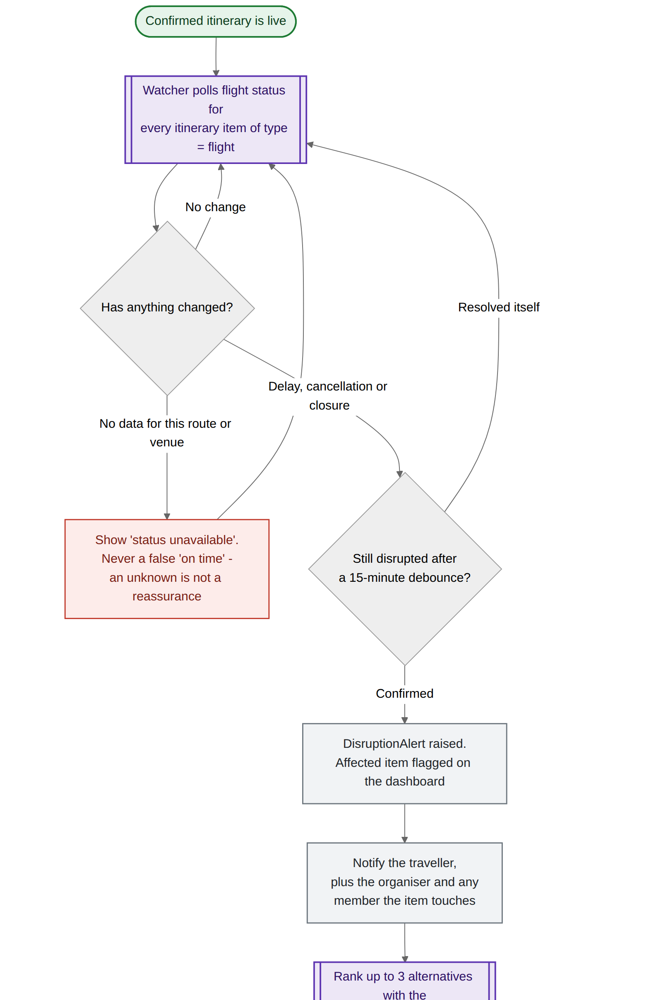 Confirmed itinerary is live
Watcher polls flight status
for
every itinerary item of type
= flight
No change
Has anything changed?
Resolved itself
Delay, cancellation or
closure
No data for this route or
venue
Show 'status unavailable'.
Never a false 'on time' -
an unknown is not a
reassurance
Still disrupted after
a 15-minute debounce?
Confirmed
DisruptionAlert raised.
Affected item flagged on
the dashboard
Notify the traveller,
plus the organiser and any
member the item touches
Rank up to 3 alternatives
with the